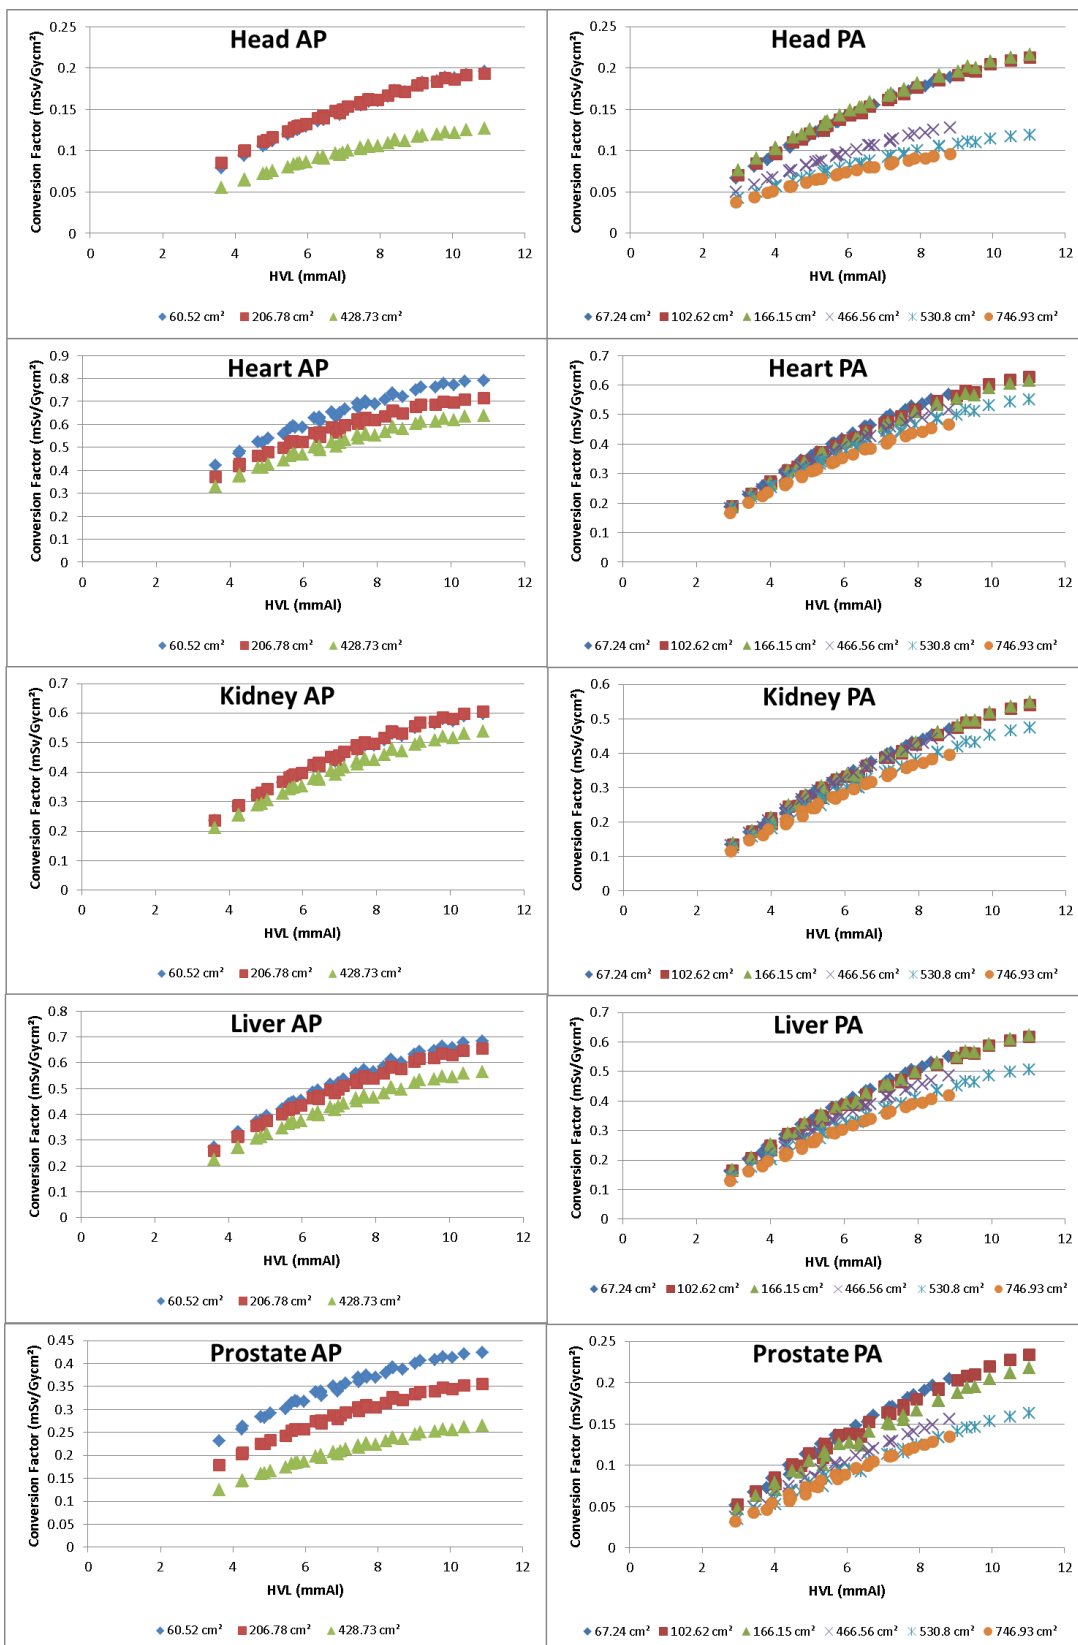 Head AP
Conversion Factor (mSv/Gycm²)
0.25
0.2
0.15
0.1
0.05
0
0 2 4 6 8 10 12
HVL (mmAl)
60.52 cm² 206.78 cm² 428.73 cm²
Head PA
Conversion Factor (mSv/Gycm²)
0.25
0.2
0.15
0.1
0.05
0
0 2 4 6 8 10 12
HVL (mmAl)
67.24 cm² 102.62 cm² 166.15 cm² 466.56 cm² 530.8 cm² 746.93 cm²
Heart AP
Conversion Factor (mSv/Gycm²)
0.9
0.8
0.7
0.6
0.5
0.4
0.3
0.2
0.1
0
0 2 4 6 8 10 12
HVL (mmAl)
60.52 cm² 206.78 cm² 428.73 cm²
Heart PA
Conversion Factor (mSv/Gycm²)
0.7
0.6
0.5
0.4
0.3
0.2
0.1
0
0 2 4 6 8 10 12
HVL (mmAl)
67.24 cm² 102.62 cm² 166.15 cm² 466.56 cm² 530.8 cm² 746.93 cm²
Kidney AP
Conversion Factor (mSv/Gycm²)
0.7
0.6
0.5
0.4
0.3
0.2
0.1
0
0 2 4 6 8 10 12
HVL (mmAl)
60.52 cm² 206.78 cm² 428.73 cm²
Kidney PA
Conversion Factor (mSv/Gycm²)
0.6
0.5
0.4
0.3
0.2
0.1
0
0 2 4 6 8 10 12
HVL (mmAl)
67.24 cm² 102.62 cm² 166.15 cm² 466.56 cm² 530.8 cm² 746.93 cm²
Liver AP
Conversion Factor (mSv/Gycm²)
0.8
0.7
0.6
0.5
0.4
0.3
0.2
0.1
0
0 2 4 6 8 10 12
HVL (mmAl)
60.52 cm² 206.78 cm² 428.73 cm²
Liver PA
Conversion Factor (mSv/Gycm²)
0.7
0.6
0.5
0.4
0.3
0.2
0.1
0
0 2 4 6 8 10 12
HVL (mmAl)
67.24 cm² 102.62 cm² 166.15 cm² 466.56 cm² 530.8 cm² 746.93 cm²
Prostate AP
Conversion Factor (mSv/Gycm²)
0.45
0.4
0.35
0.3
0.25
0.2
0.15
0.1
0.05
0
0 2 4 6 8 10 12
HVL (mmAl)
60.52 cm² 206.78 cm² 428.73 cm²
Prostate PA
Conversion Factor (mSv/Gycm²)
0.25
0.2
0.15
0.1
0.05
0
0 2 4 6 8 10 12
HVL (mmAl)
67.24 cm² 102.62 cm² 166.15 cm² 466.56 cm² 530.8 cm² 746.93 cm²